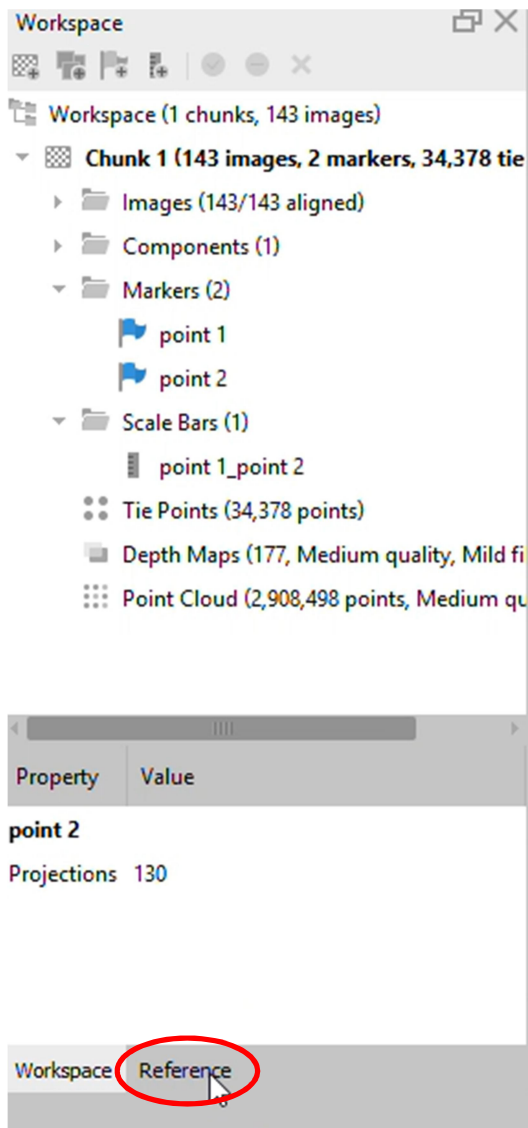 Workspace
Workspace (1 chunks, 143 images)
Chunk 1 (143 images, 2 markers, 34,378 tie
Images (143/143 aligned)
Components (1)
Markers (2)
point 1
point 2
Scale Bars (1)
point 1_point 2
Tie Points (34,378 points)
Depth Maps (177, Medium quality, Mild fi
Point Cloud (2,908,498 points, Medium qu
Property Value
point 2
Projections 130
Workspace Reference